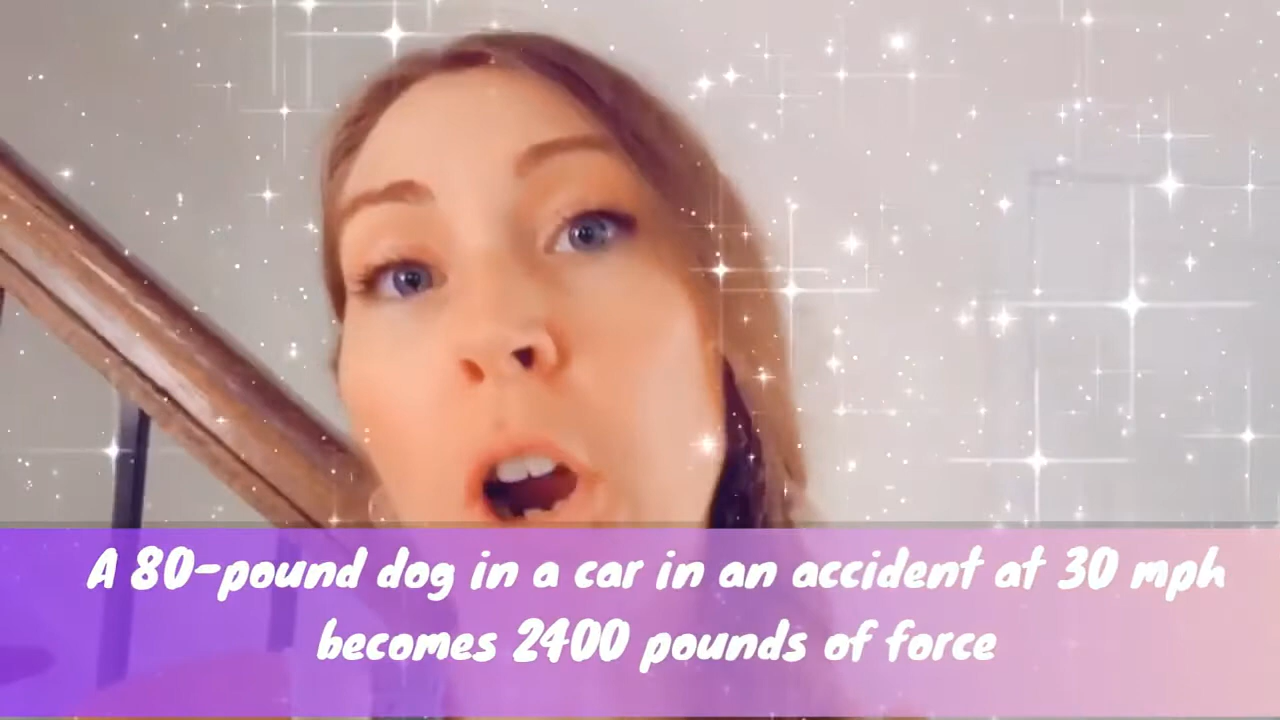 A 80-pound dog in a car in an accident at 30 mph
becomes 2400 pounds of force